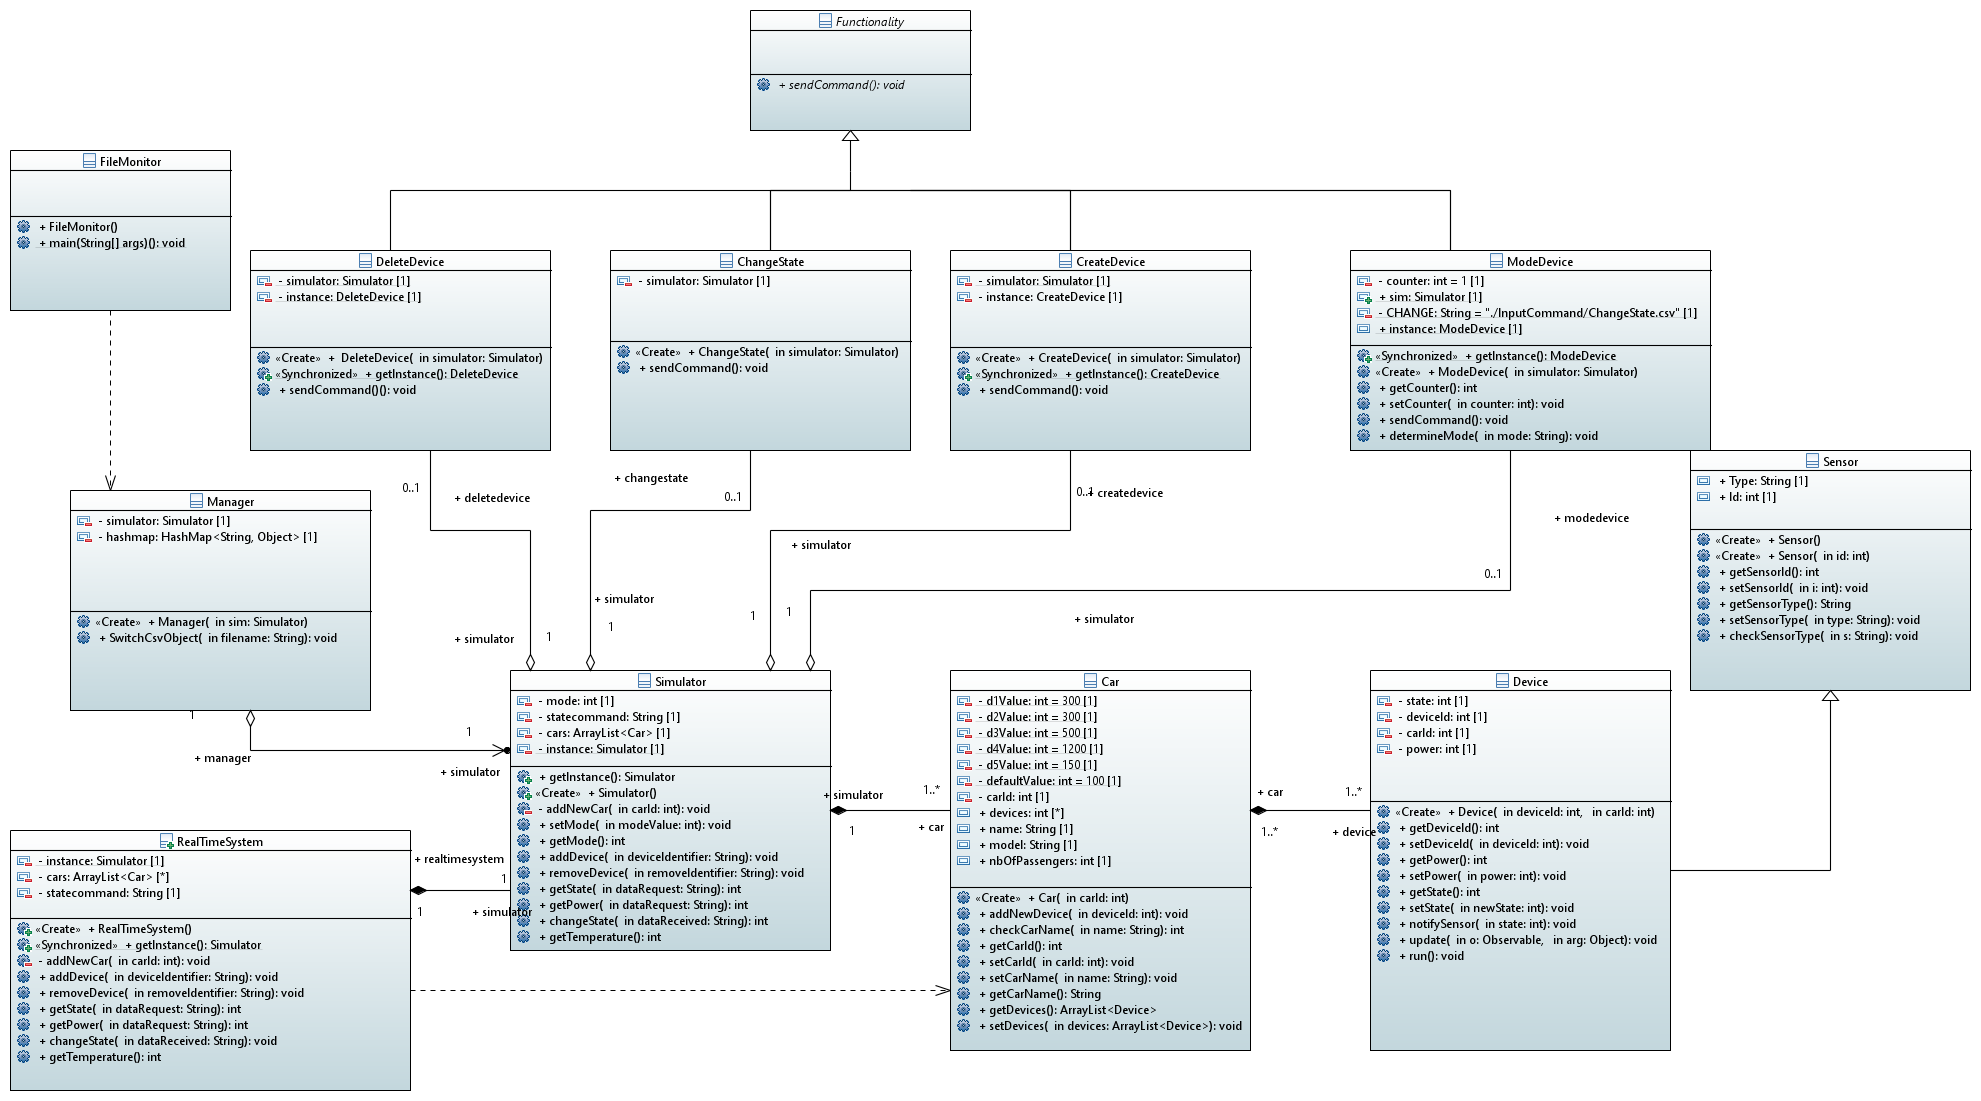 Functionality
+ sendCommand(): void
FileMonitor
+ FileMonitor()
+ main(String[] args)(): void
DeleteDevice
- simulator: Simulator [1]
- instance: DeleteDevice [1]
«Create» + DeleteDevice( in simulator: Simulator)
«Synchronized» + getInstance(): DeleteDevice
+ sendCommand()(): void
ChangeState
- simulator: Simulator [1]
«Create» + ChangeState( in simulator: Simulator)
+ sendCommand(): void
CreateDevice
- simulator: Simulator [1]
- instance: CreateDevice [1]
«Create» + CreateDevice( in simulator: Simulator)
«Synchronized» + getInstance(): CreateDevice
+ sendCommand(): void
ModeDevice
- counter: int = 1 [1]
+ sim: Simulator [1]
- CHANGE: String = "./InputCommand/ChangeState.csv" [1]
+ instance: ModeDevice [1]
«Synchronized» + getInstance(): ModeDevice
«Create» + ModeDevice( in simulator: Simulator)
+ getCounter(): int
+ setCounter( in counter: int): void
+ sendCommand(): void
+ determineMode( in mode: String): void
Sensor
+ Type: String [1]
+ Id: int [1]
«Create» + Sensor()
«Create» + Sensor( in id: int)
+ getSensorId(): int
+ setSensorId( in i: int): void
+ getSensorType(): String
+ setSensorType( in type: String): void
+ checkSensorType( in s: String): void
0..1
+ deletedevice
+ changestate
0..1
0..1
+ createdevice
+ modedevice
0..1
+ simulator
+ simulator
+ simulator
+ simulator
1
1
1
1
Manager
- simulator: Simulator [1]
- hashmap: HashMap<String, Object> [1]
«Create» + Manager( in sim: Simulator)
+ SwitchCsvObject( in filename: String): void
1
+ manager
1
+ simulator
Simulator
- mode: int [1]
- statecommand: String [1]
- cars: ArrayList<Car> [1]
- instance: Simulator [1]
+ getInstance(): Simulator
«Create» + Simulator()
- addNewCar( in carId: int): void
+ setMode( in modeValue: int): void
+ getMode(): int
+ addDevice( in deviceIdentifier: String): void
+ removeDevice( in removeIdentifier: String): void
+ getState( in dataRequest: String): int
+ getPower( in dataRequest: String): int
+ changeState( in dataReceived: String): int
+ getTemperature(): int
+ simulator
1
1..*
+ car
Car
- d1Value: int = 300 [1]
- d2Value: int = 300 [1]
- d3Value: int = 500 [1]
- d4Value: int = 1200 [1]
- d5Value: int = 150 [1]
- defaultValue: int = 100 [1]
- carId: int [1]
+ devices: int [*]
+ name: String [1]
+ model: String [1]
+ nbOfPassengers: int [1]
«Create» + Car( in carId: int)
+ addNewDevice( in deviceId: int): void
+ checkCarName( in name: String): int
+ getCarId(): int
+ setCarId( in carId: int): void
+ setCarName( in name: String): void
+ getCarName(): String
+ getDevices(): ArrayList<Device>
+ setDevices( in devices: ArrayList<Device>): void
+ car
1..*
1..*
+ device
Device
- state: int [1]
- deviceId: int [1]
- carId: int [1]
- power: int [1]
«Create» + Device( in deviceId: int, in carId: int)
+ getDeviceId(): int
+ setDeviceId( in deviceId: int): void
+ getPower(): int
+ setPower( in power: int): void
+ getState(): int
+ setState( in newState: int): void
+ notifySensor( in state: int): void
+ update( in o: Observable, in arg: Object): void
+ run(): void
RealTimeSystem
- instance: Simulator [1]
- cars: ArrayList<Car> [*]
- statecommand: String [1]
«Create» + RealTimeSystem()
«Synchronized» + getInstance(): Simulator
- addNewCar( in carId: int): void
+ addDevice( in deviceIdentifier: String): void
+ removeDevice( in removeIdentifier: String): void
+ getState( in dataRequest: String): int
+ getPower( in dataRequest: String): int
+ changeState( in dataReceived: String): void
+ getTemperature(): int
+ realtimesystem
1
1
+ simulator